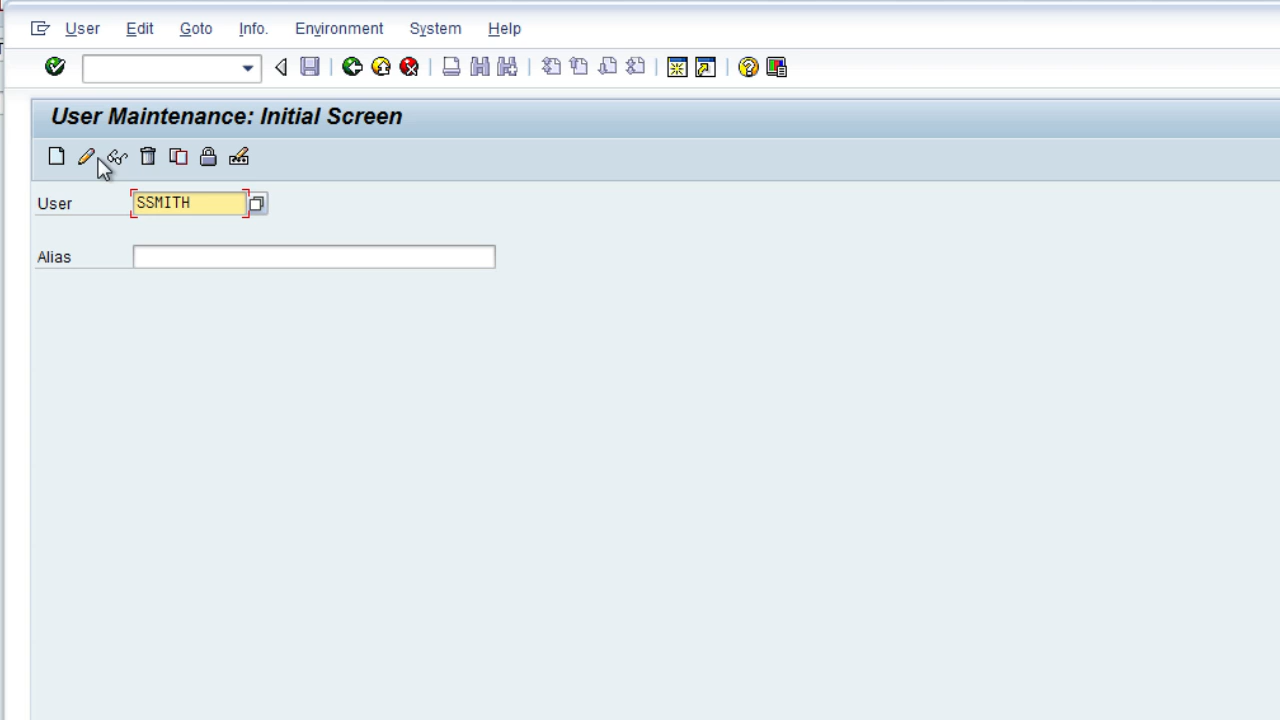 User Edit Goto Info. Environment System Help
User Maintenance: Initial Screen
User SSMITH
Alias